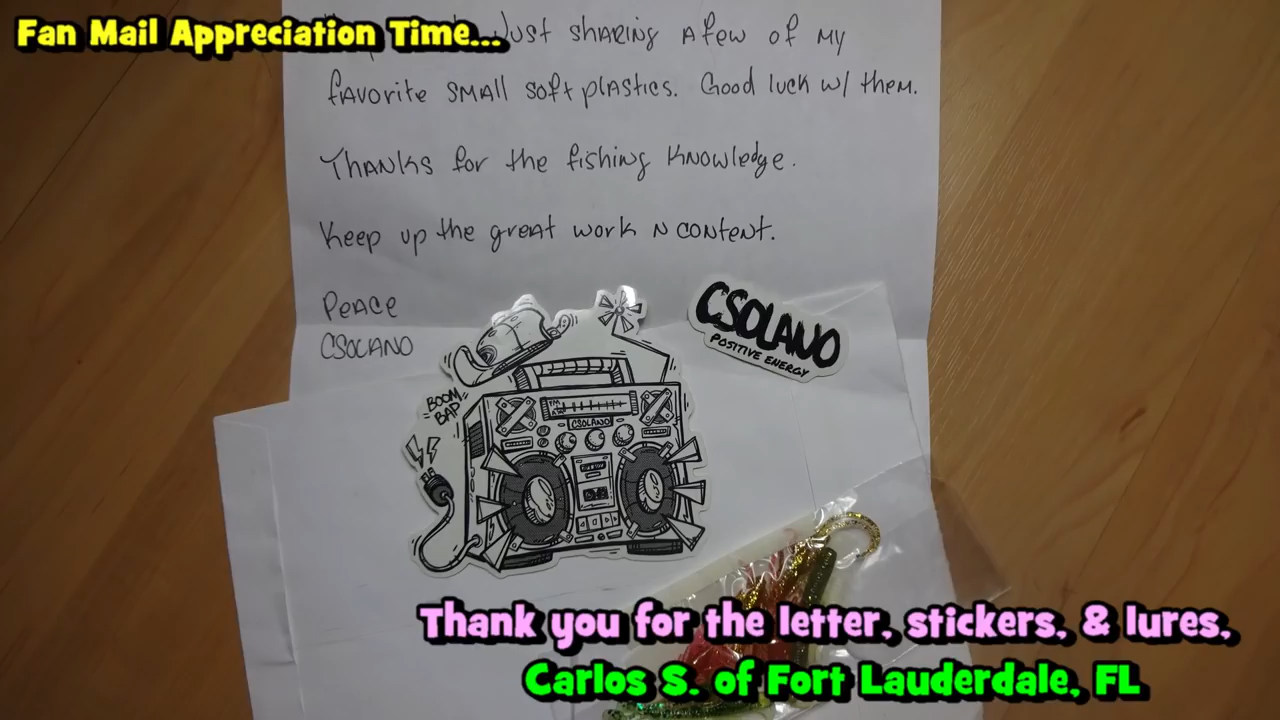 Fan Mail Appreciation Time...
Just sharing a few of my
favorite small soft plastics. Good luck w/ them.
Thanks for the fishing knowledge.
Keep up the great work n content.
Peace
CSOLANO
CSOLANO
POSITIVE ENERGY
BOOM
BAP
FM
AM
CSOLANO
Thank you for the letter, stickers, & lures,
Carlos S. of Fort Lauderdale, FL